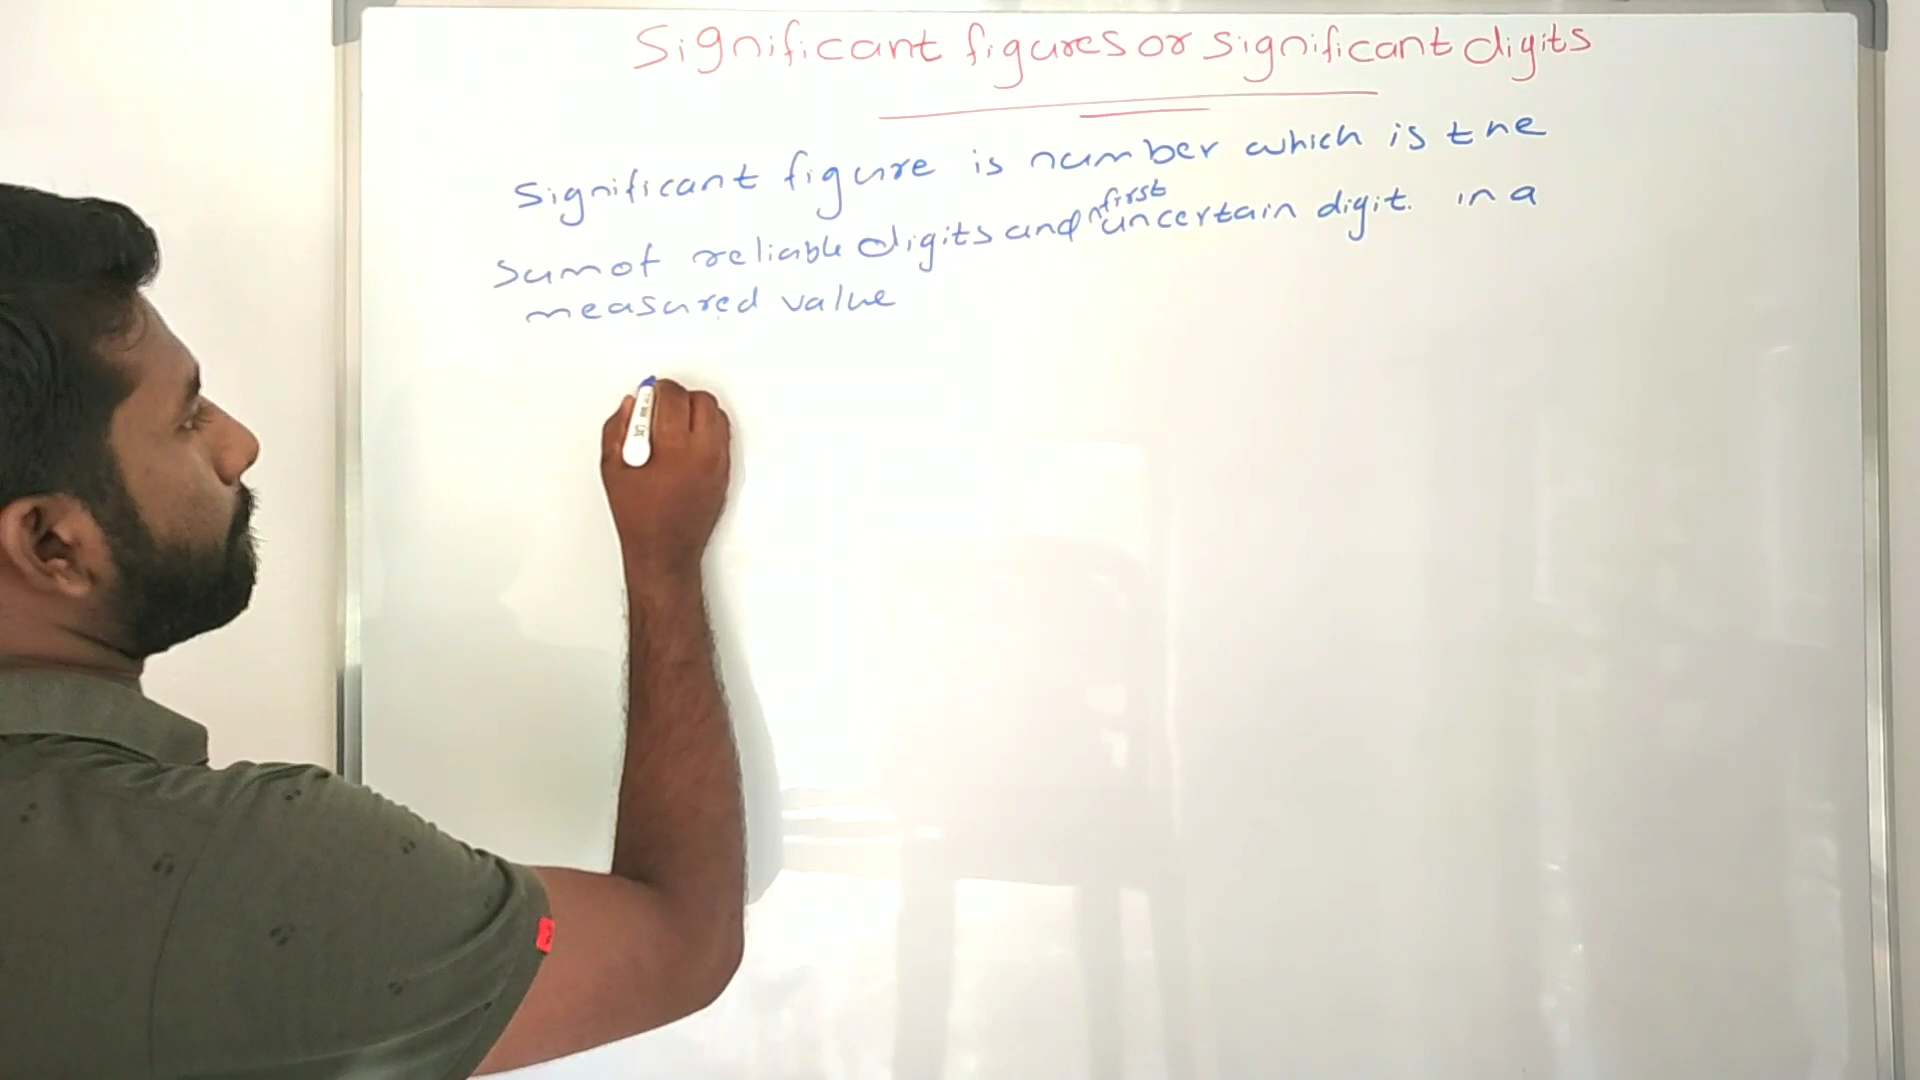 Significant figures or significant digits
Significant figure is number which is the
sum of reliable digits and first uncertain digit. in a
measured value